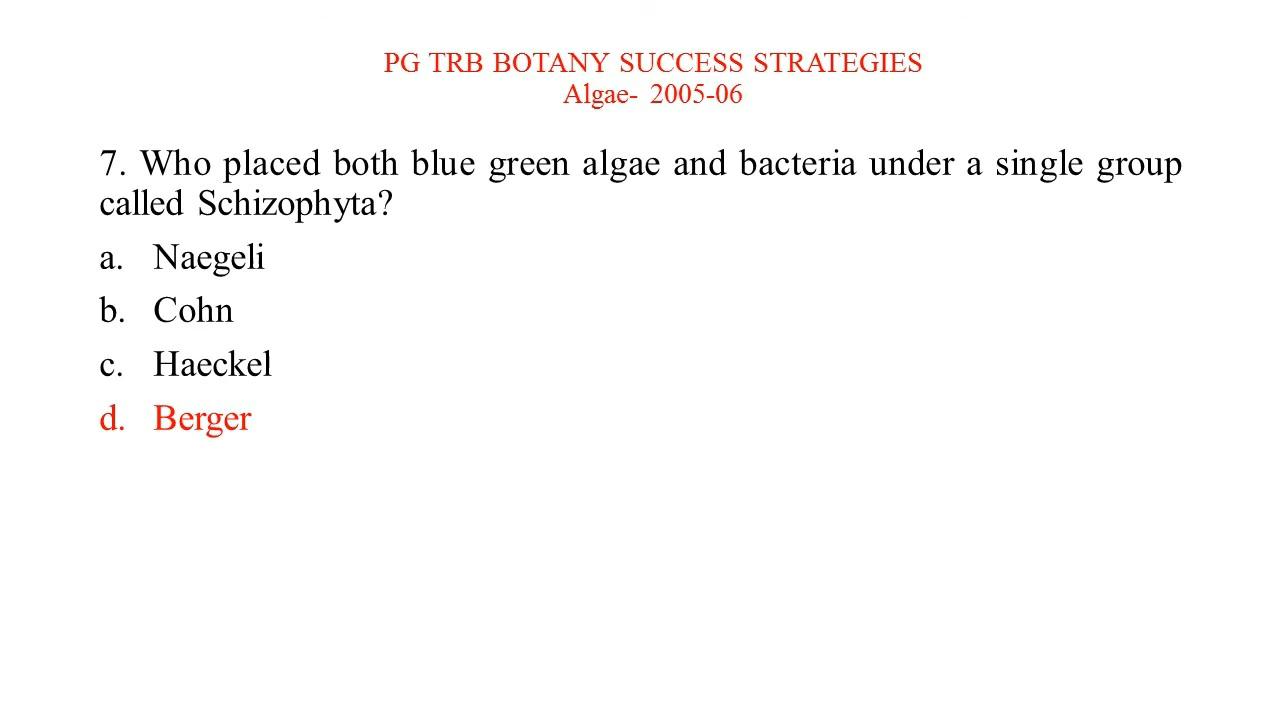 PG TRB BOTANY SUCCESS STRATEGIES
Algae- 2005-06
7. Who placed both blue green algae and bacteria under a single group
called Schizophyta?
a. Naegeli
b. Cohn
c. Haeckel
d. Berger